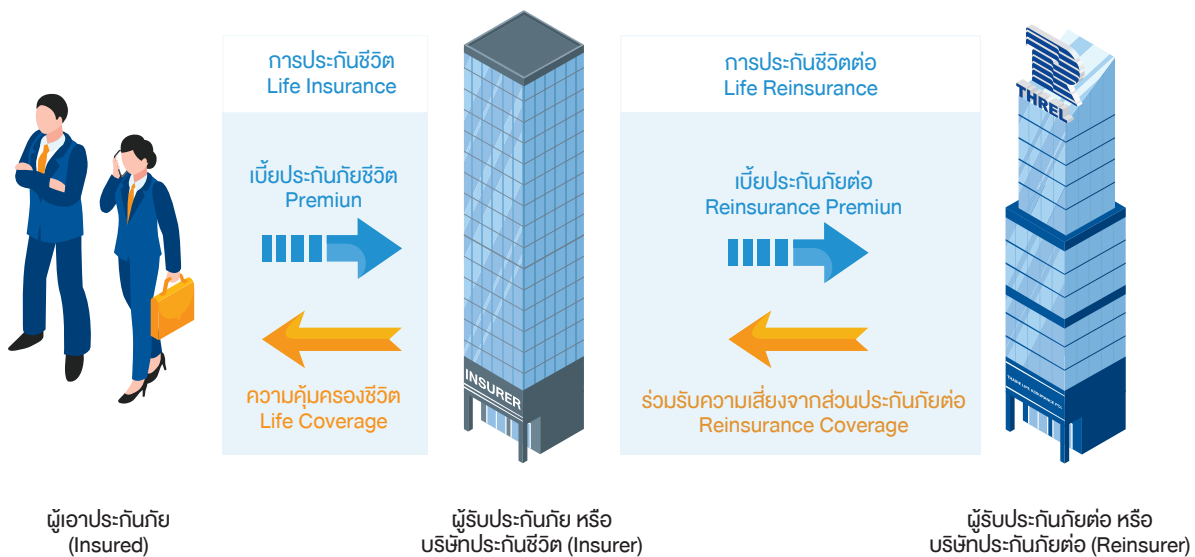 การประกันชีวิต
Life Insurance
เบี้ยประกันภัยชีวิต
Premiun
ความคุ้มครองชีวิต
Life Coverage
INSURER
การประกันชีวิตต่อ
Life Reinsurance
เบี้ยประกันภัยต่อ
Reinsurance Premiun
ร่วมรับความเสี่ยงจากส่วนประกันภัยต่อ
Reinsurance Coverage
THREL
ผู้เอาประกันภัย
(Insured)
ผู้รับประกันภัย หรือ
บริษัทประกันชีวิต (Insurer)
ผู้รับประกันภัยต่อ หรือ
บริษัทประกันภัยต่อ (Reinsurer)